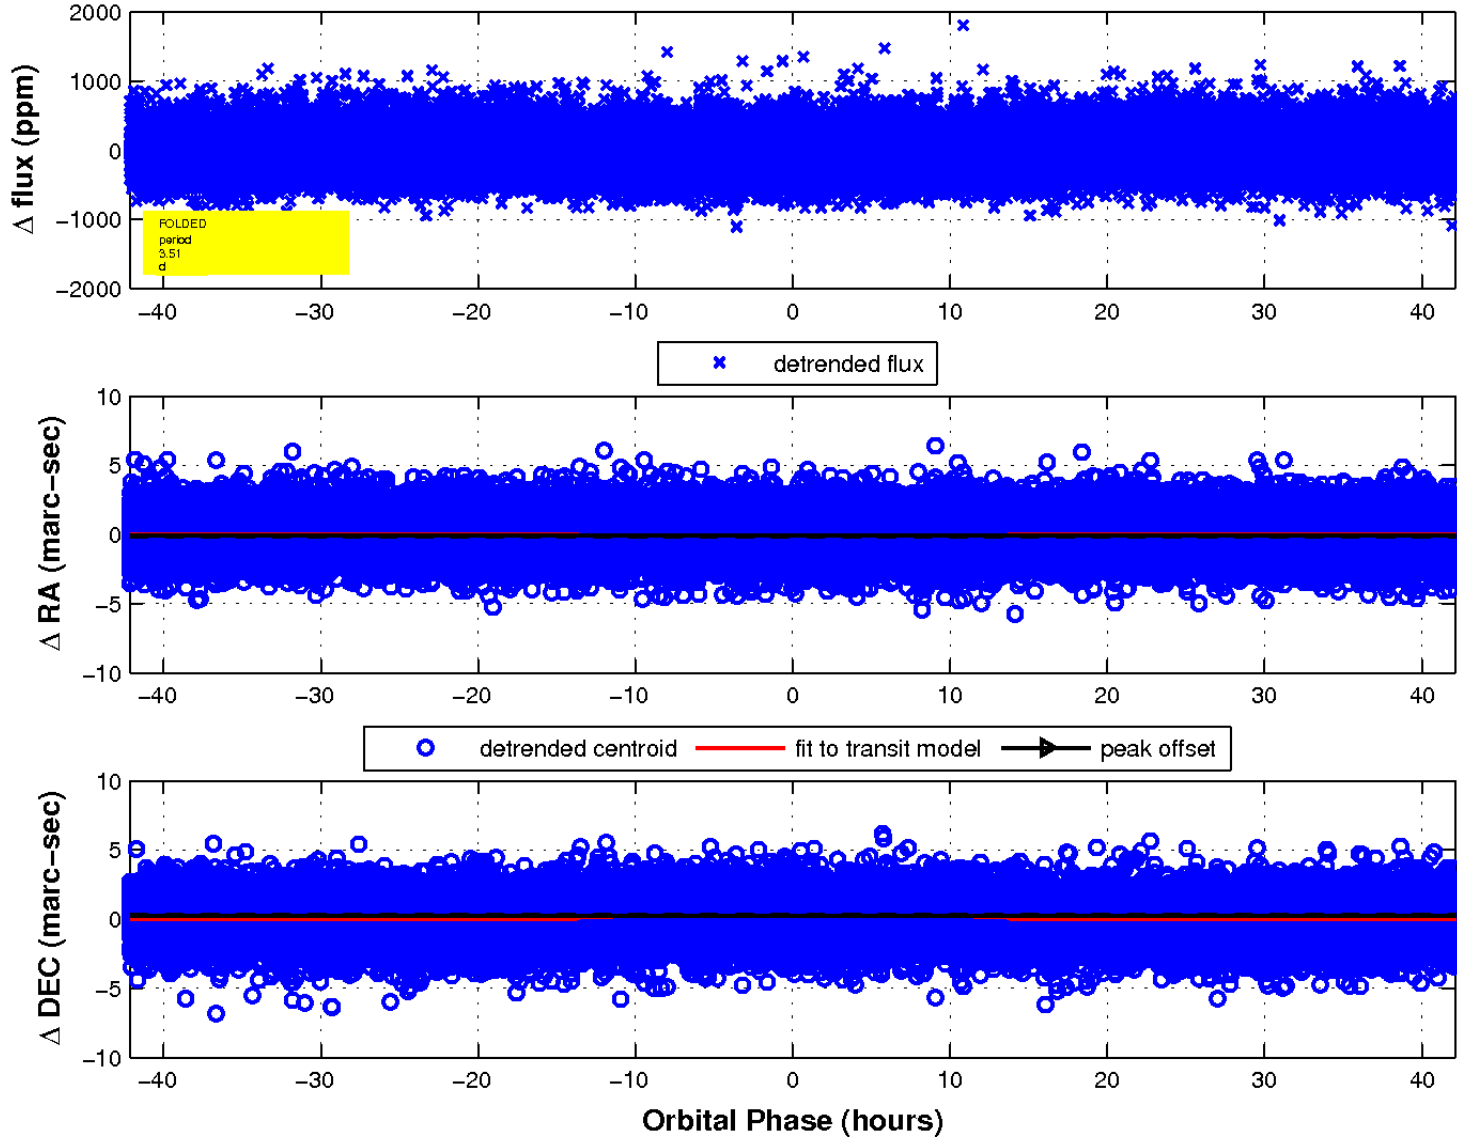 2000
1000
0
−1000
−2000
Δ flux (ppm)
FOLDED
period
3.51
d
−40 −30 −20 −10 0 10 20 30 40
detrended flux
10
5
0
−5
−10
Δ RA (marc−sec)
−40 −30 −20 −10 0 10 20 30 40
detrended centroid fit to transit model peak offset
10
5
0
−5
−10
Δ DEC (marc−sec)
−40 −30 −20 −10 0 10 20 30 40
Orbital Phase (hours)